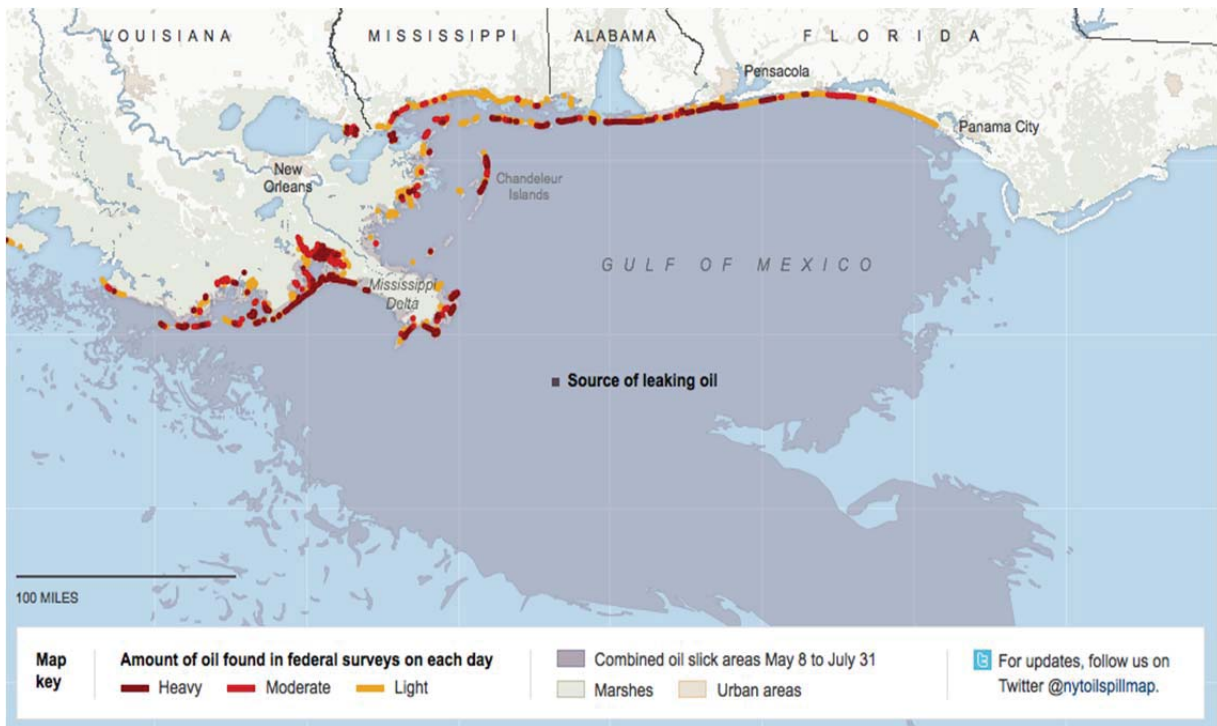 LOUISIANA
MISSISSIPPI
ALABAMA
FLORIDA
Pensacola
Panama City
New
Orleans
Chandeleur
Islands
GULF OF MEXICO
Mississippi
Delta
Source of leaking oil
100 MILES
Map
key
Amount of oil found in federal surveys on each day
Heavy
Moderate
Light
Combined oil slick areas May 8 to July 31
Marshes
Urban areas
For updates, follow us on
Twitter @nytoilspillmap.